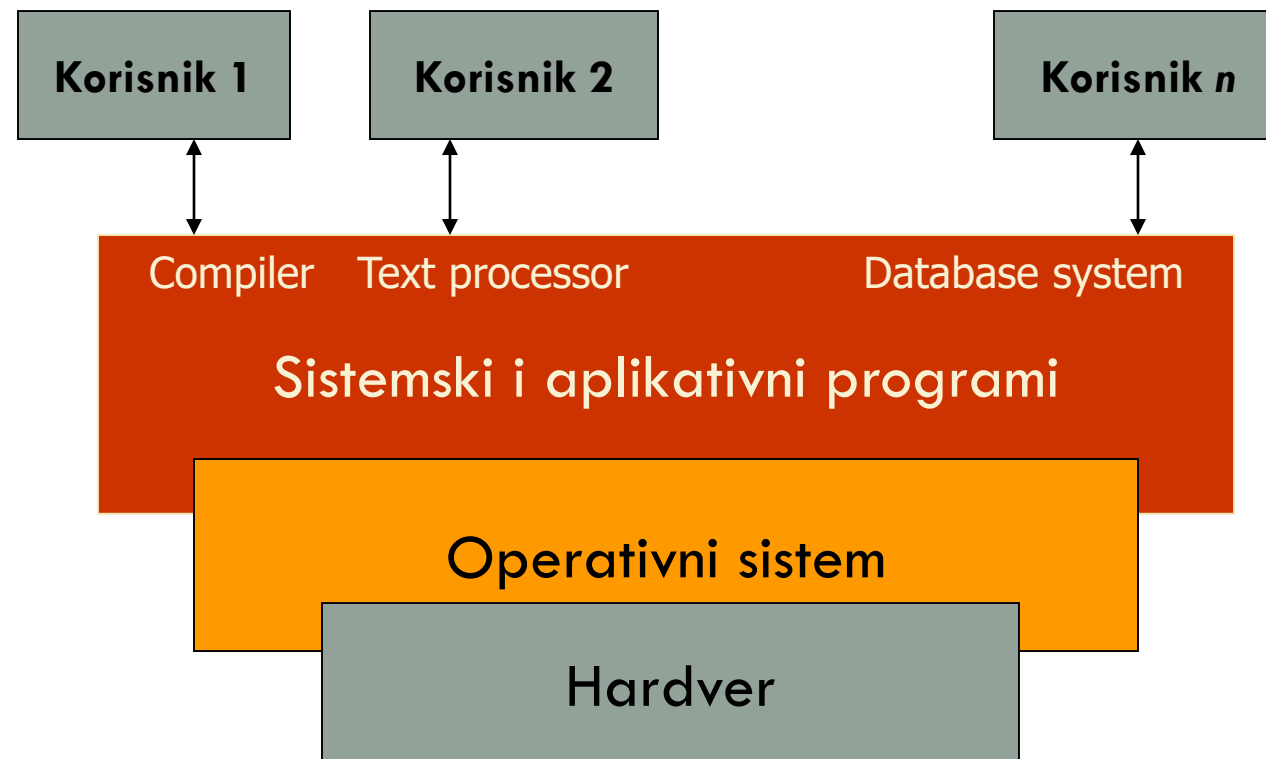 Korisnik 1 Korisnik 2 Korisnik n
Compiler Text processor Database system
Sistemski i aplikativni programi
Operativni sistem
Hardver